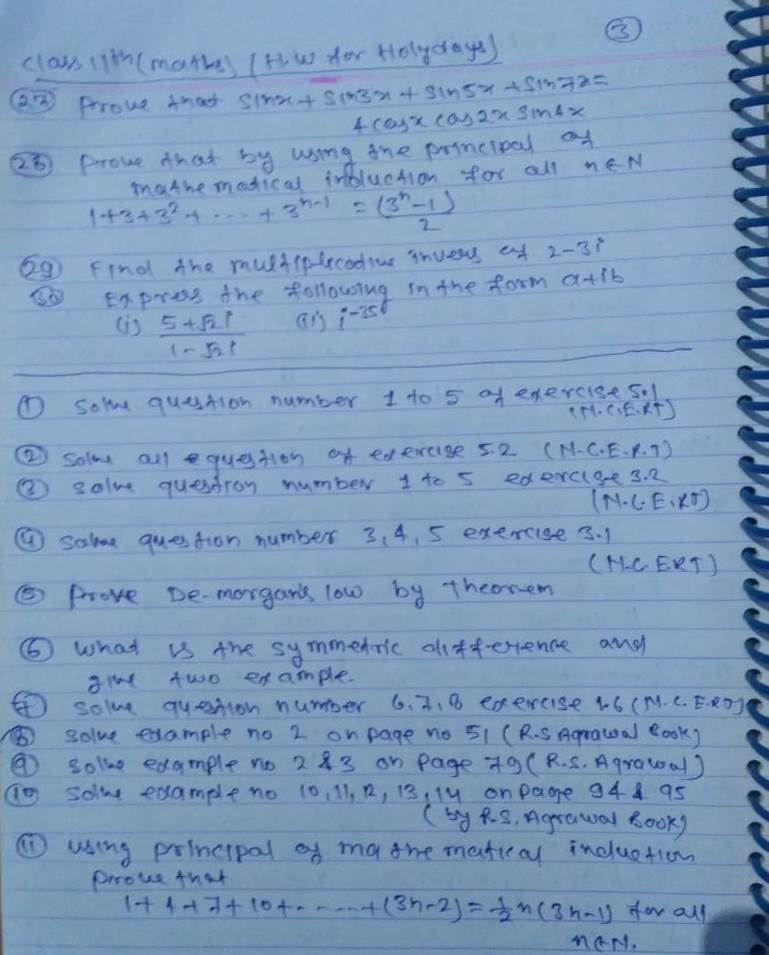 ③
Class 11th (maths) (H.W for Holydays)
㉗ Prove that sinx + sin3x + sin5x + sin7x =
4 cosx cos2x sin4x
㉘ Prove that by using the principal of
mathematical induction for all n∈N
1+3+3²+ ---- + 3ⁿ⁻¹ = (3ⁿ-1)/2
㉙ Find the multiplicative invers of 2-3i
㉚ Express the following in the form a+ib
(i) (5+√2i)/(1-√2i) (ii) i⁻³⁵
① Solve question number 1 to 5 of exercise 5.1
(N.C.E.RT)
② Solve all question of exercise 5.2 (N.C.E.R.T)
③ Solve question number 1 to 5 exercise 3.2
(N.C.E.RT)
④ Solve question number 3,4,5 exercise 3.1
(N.C ERT)
⑤ Prove De-morgan's low by theorem
⑥ What is the symmetric difference and
give two example.
⑦ Solve question number 6,7,8 exercise 1.6 (N.C.E.RT)
⑧ Solve example no 2 on page no 51 (R.S Agrawal Book)
⑨ Solve example no 2 & 3 on page 79 (R.S. Agrawal)
⑩ Solve example no 10,11,12,13,14 on page 94 & 95
(by R.S. Agrawal Book)
⑪ Using principal of mathematical induction
Prove that
1+4+7+10+-----+(3n-2) = ½n(3n-1) for all
n∈N.